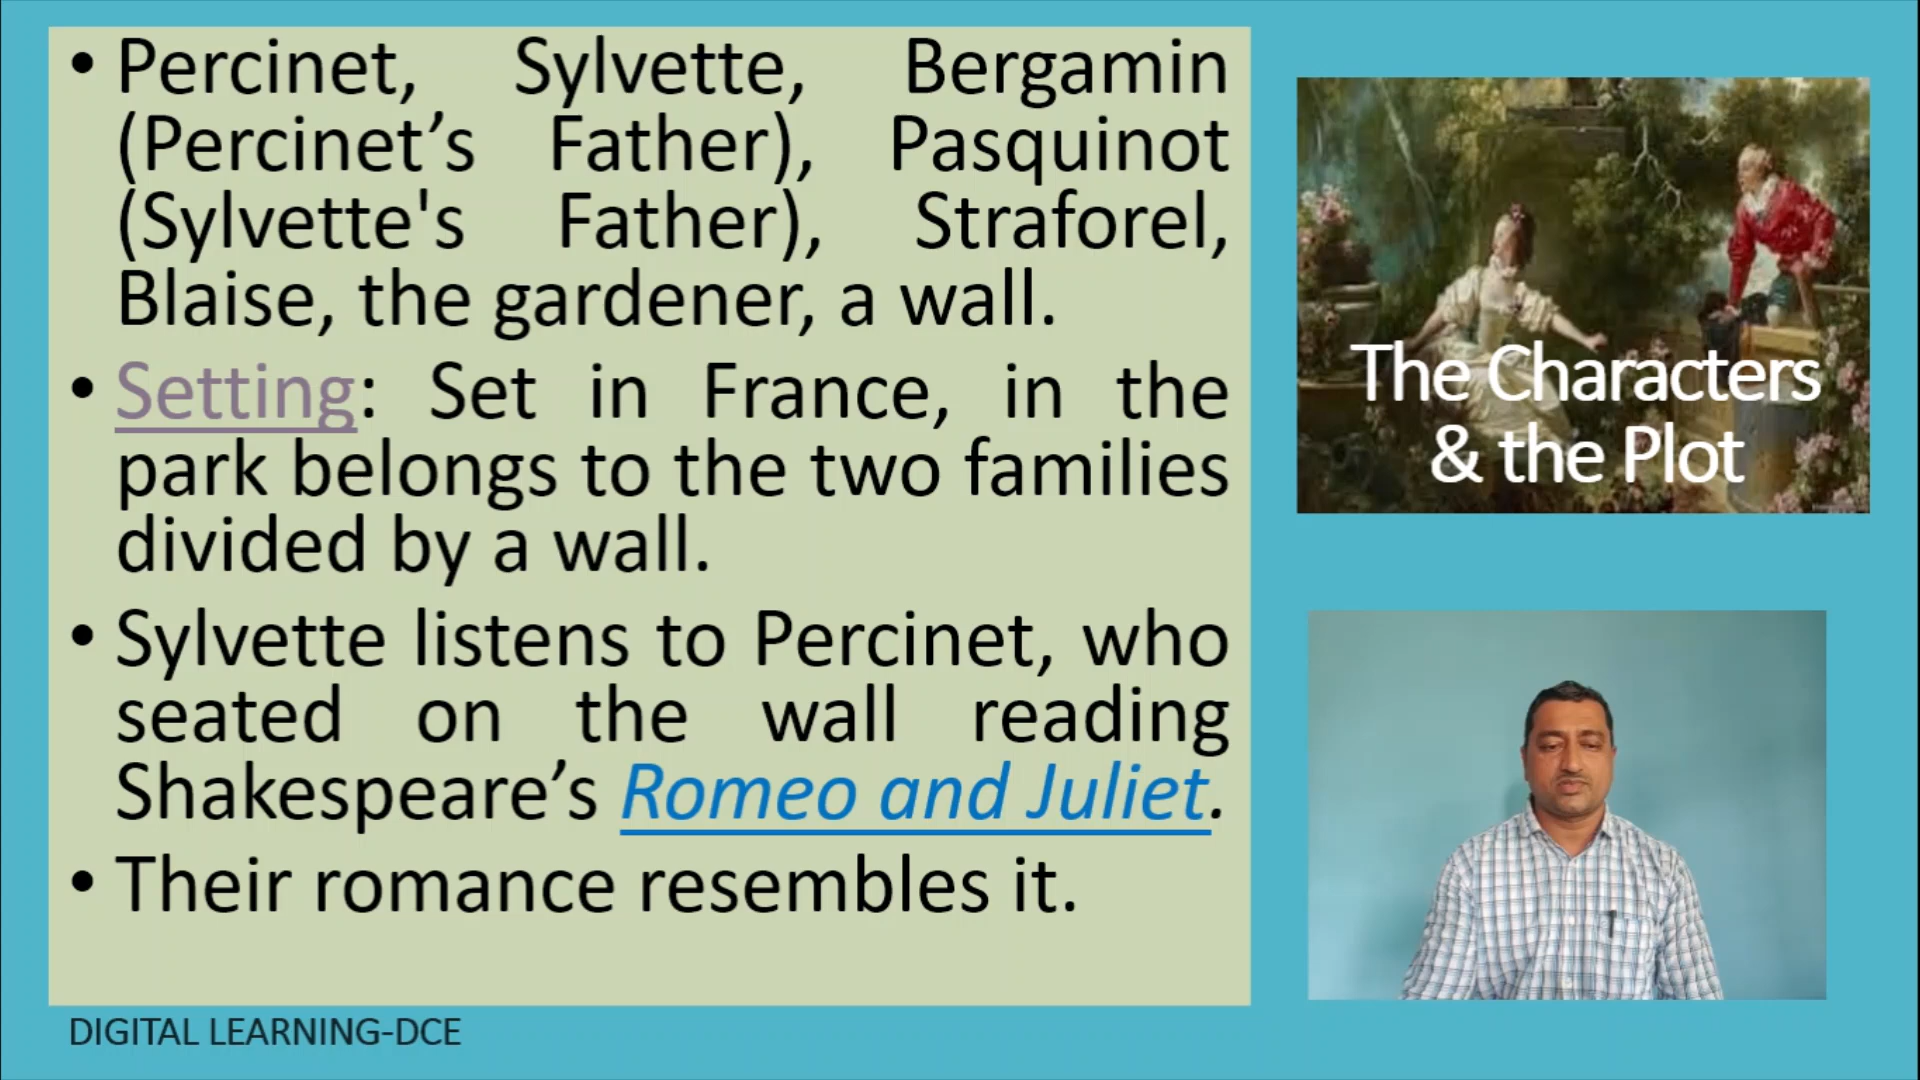 • Percinet, Sylvette, Bergamin
(Percinet’s Father), Pasquinot
(Sylvette's Father), Straforel,
Blaise, the gardener, a wall.
• Setting: Set in France, in the
park belongs to the two families
divided by a wall.
• Sylvette listens to Percinet, who
seated on the wall reading
Shakespeare’s Romeo and Juliet.
• Their romance resembles it.
The Characters
& the Plot
DIGITAL LEARNING-DCE